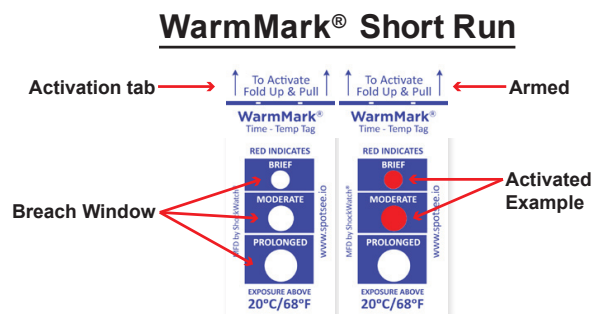 WarmMark® Short Run
Activation tab
To Activate
Fold Up & Pull
WarmMark®
Time - Temp Tag
RED INDICATES
BRIEF
MODERATE
PROLONGED
MFD by ShockWatch®
www.spotsee.io
EXPOSURE ABOVE
20°C/68°F
Breach Window
To Activate
Fold Up & Pull
WarmMark®
Time - Temp Tag
RED INDICATES
BRIEF
MODERATE
PROLONGED
MFD by ShockWatch®
www.spotsee.io
EXPOSURE ABOVE
20°C/68°F
Armed
Activated
Example